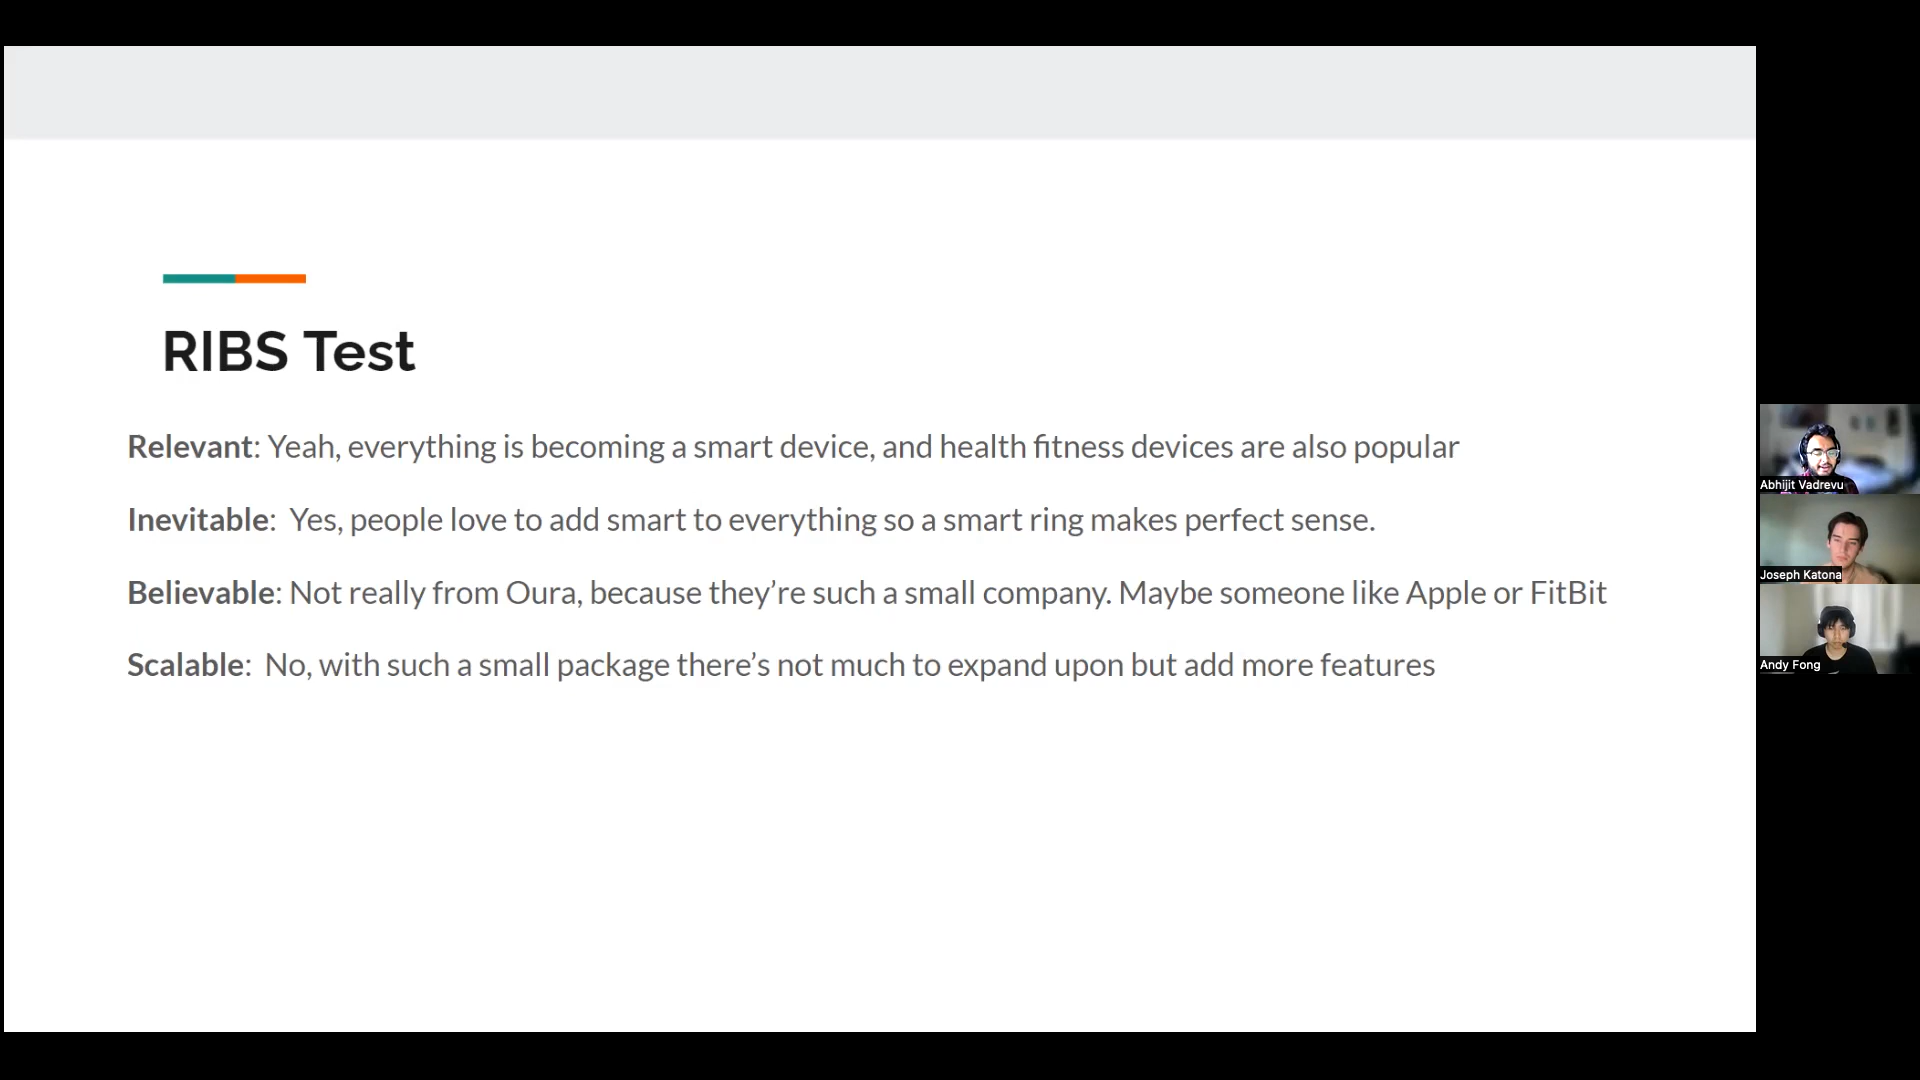 RIBS Test
Relevant: Yeah, everything is becoming a smart device, and health fitness devices are also popular
Inevitable:  Yes, people love to add smart to everything so a smart ring makes perfect sense.
Believable: Not really from Oura, because they’re such a small company. Maybe someone like Apple or FitBit
Scalable:  No, with such a small package there’s not much to expand upon but add more features
Abhijit Vadrevu
Joseph Katona
Andy Fong